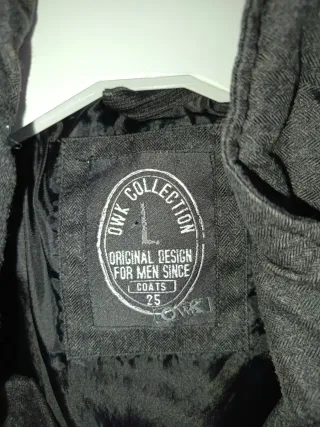 OWK COLLECTION
L
ORIGINAL DESIGN
FOR MEN SINCE
COATS
25
OWK